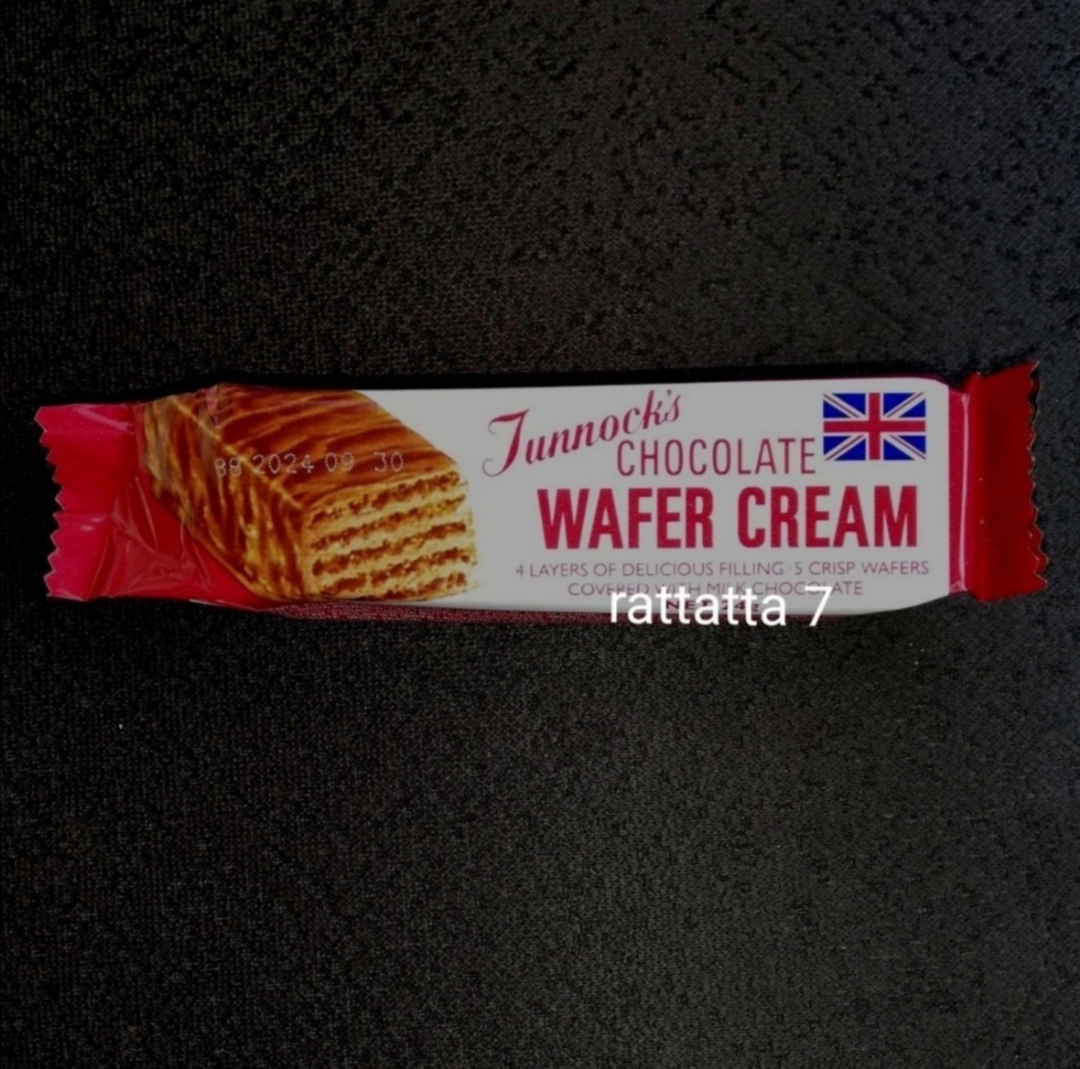 Tunnock's
CHOCOLATE
WAFER CREAM
4 LAYERS OF DELICIOUS FILLING · 5 CRISP WAFERS
COVERED WITH MILK CHOCOLATE
BB 2024 09 30
rattatta 7